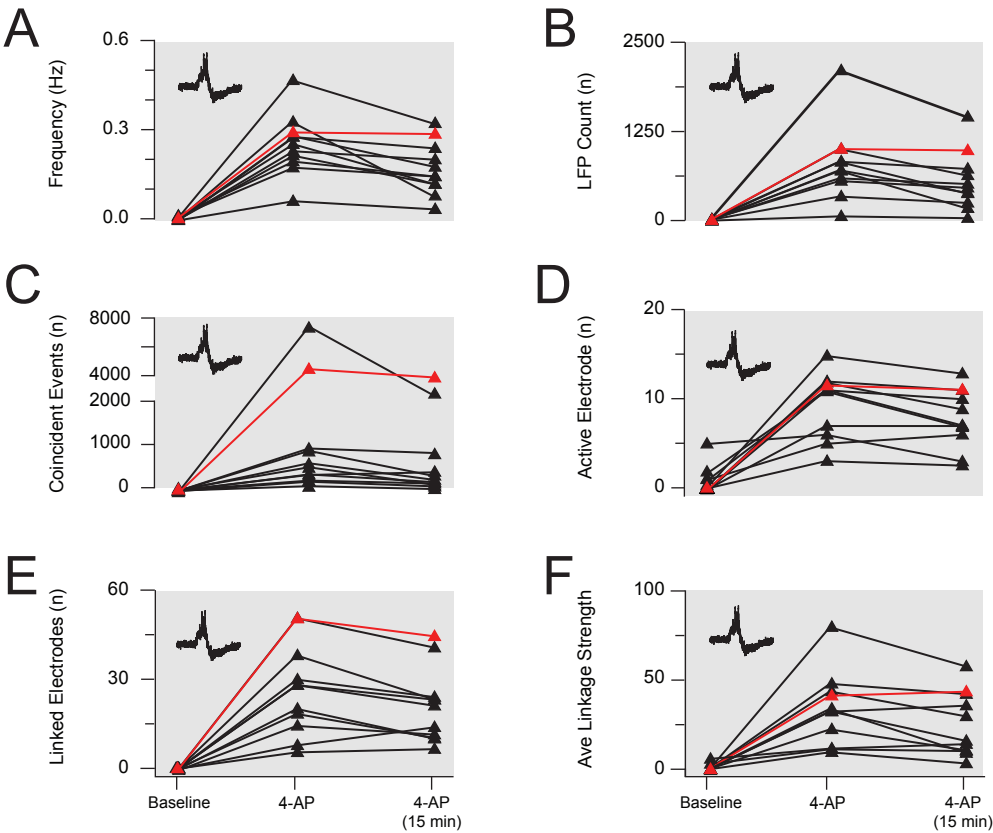 A
Frequency (Hz)
0.6
0.3
0.0
B
LFP Count (n)
2500
1250
0
C
Coincident Events (n)
8000
4000
2000
1000
0
D
Active Electrode (n)
20
10
0
E
Linked Electrodes (n)
60
30
0
Baseline
4-AP
4-AP
(15 min)
F
Ave Linkage Strength
100
50
0
Baseline
4-AP
4-AP
(15 min)